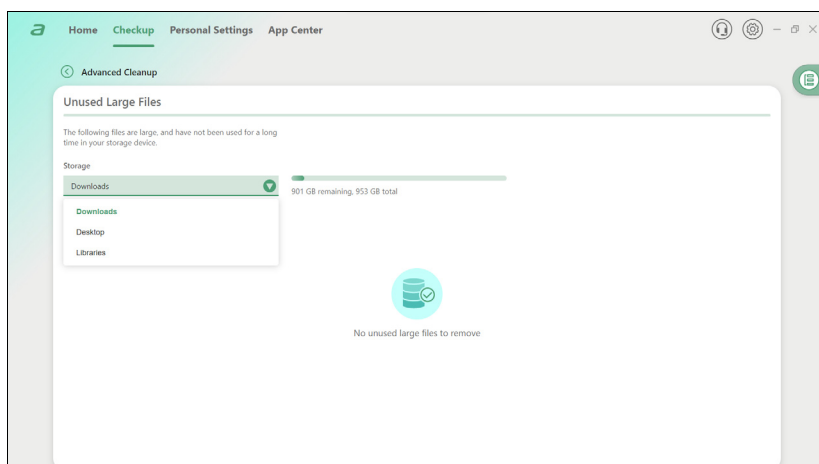 a Home Checkup Personal Settings App Center
Advanced Cleanup
Unused Large Files
The following files are large, and have not been used for a long
time in your storage device.
Storage
Downloads
901 GB remaining, 953 GB total
Downloads
Desktop
Libraries
No unused large files to remove